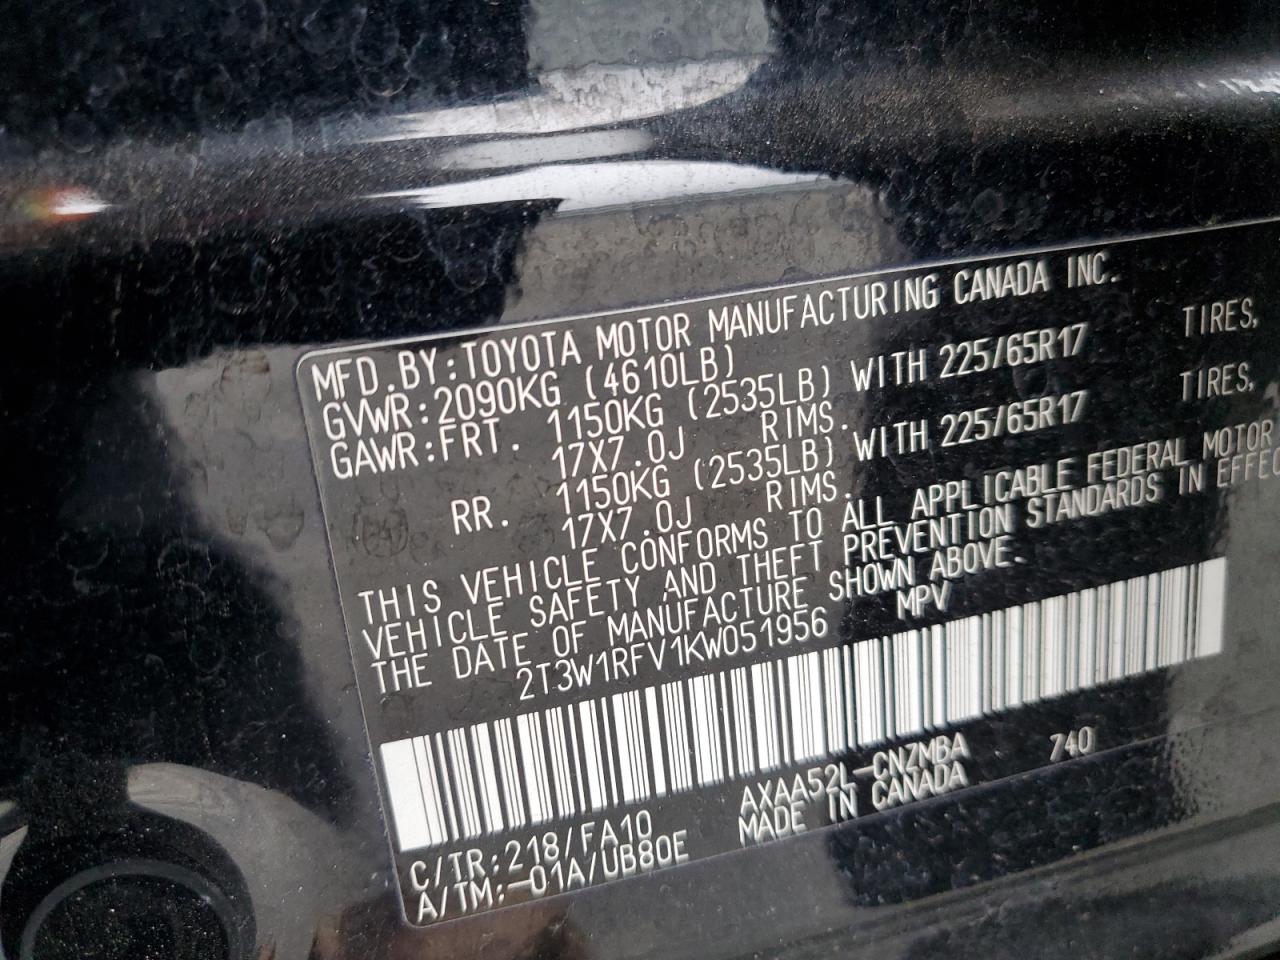 MFD. BY: TOYOTA MOTOR MANUFACTURING CANADA INC.
GVWR: 2090KG (4610LB)
GAWR: FRT. 1150KG (2535LB) WITH 225/65R17 TIRES,
17X7.0J RIMS.
RR. 1150KG (2535LB) WITH 225/65R17 TIRES,
17X7.0J RIMS.
THIS VEHICLE CONFORMS TO ALL APPLICABLE FEDERAL MOTOR
VEHICLE SAFETY AND THEFT PREVENTION STANDARDS IN
THE DATE OF MANUFACTURE SHOWN ABOVE.
2T3W1RFV1KW051956 MPV
AXAA52L-CNZMBA 740
MADE IN CANADA
C/TR: 218/FA10
A/TM: -01A/UB80E